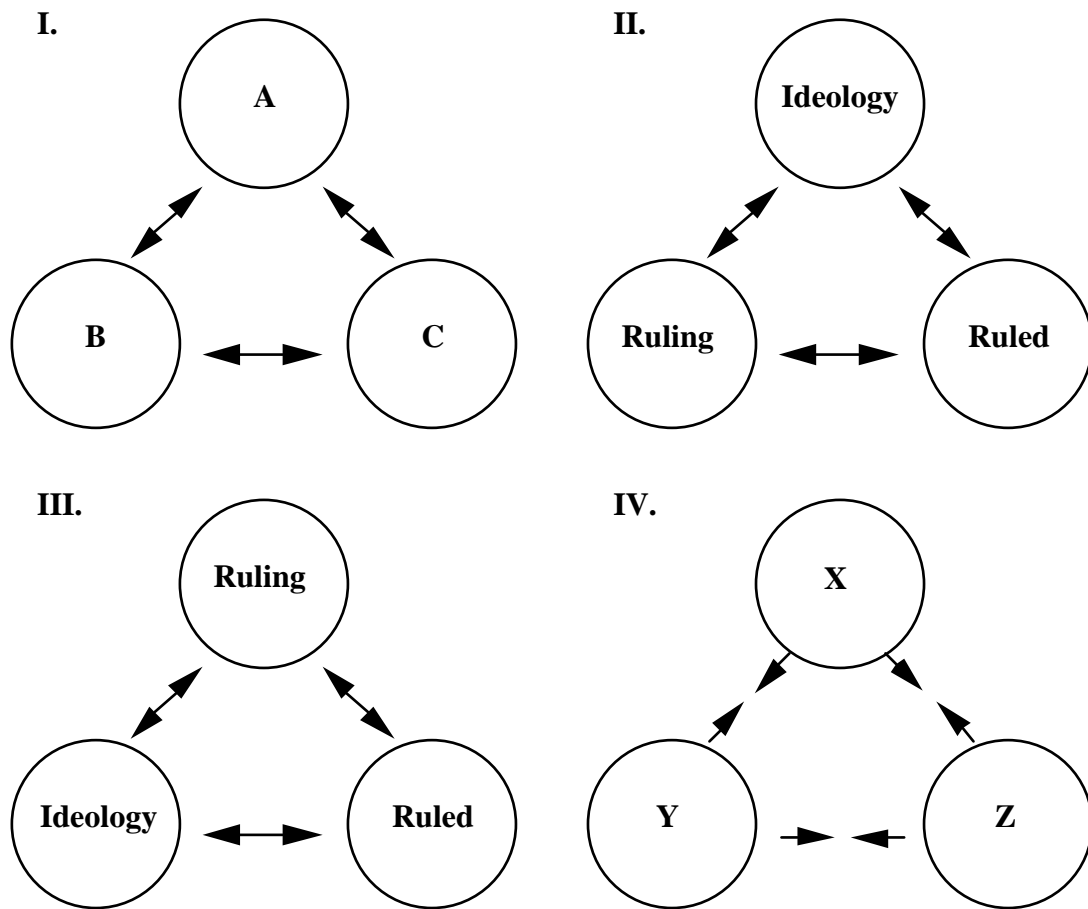 I.
II.
A
Ideology
B
C
Ruling
Ruled
III.
IV.
Ruling
X
Ideology
Ruled
Y
Z